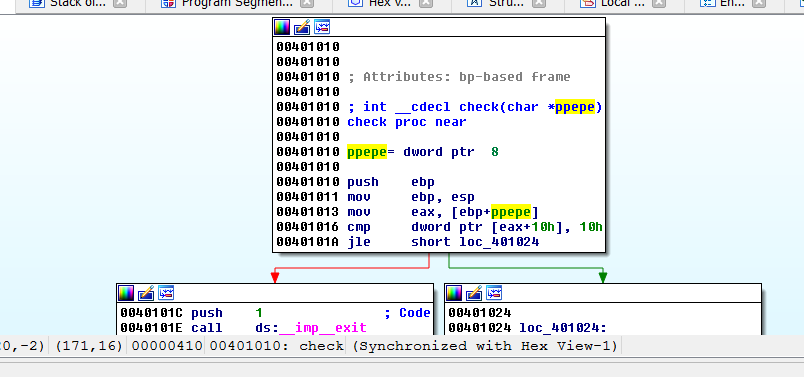 Stack of... Program Segmen... Hex v... Stru... Local ... En...
00401010
00401010
00401010 ; Attributes: bp-based frame
00401010
00401010 ; int __cdecl check(char *ppepe)
00401010 check proc near
00401010
00401010 ppepe= dword ptr  8
00401010
00401010 push    ebp
00401011 mov     ebp, esp
00401013 mov     eax, [ebp+ppepe]
00401016 cmp     dword ptr [eax+10h], 10h
0040101A jle     short loc_401024
0040101C push    1               ; Code
0040101E call    ds:__imp__exit
00401024
00401024 loc_401024:
0,-2) (171,16) 00000410 00401010: check (Synchronized with Hex View-1)